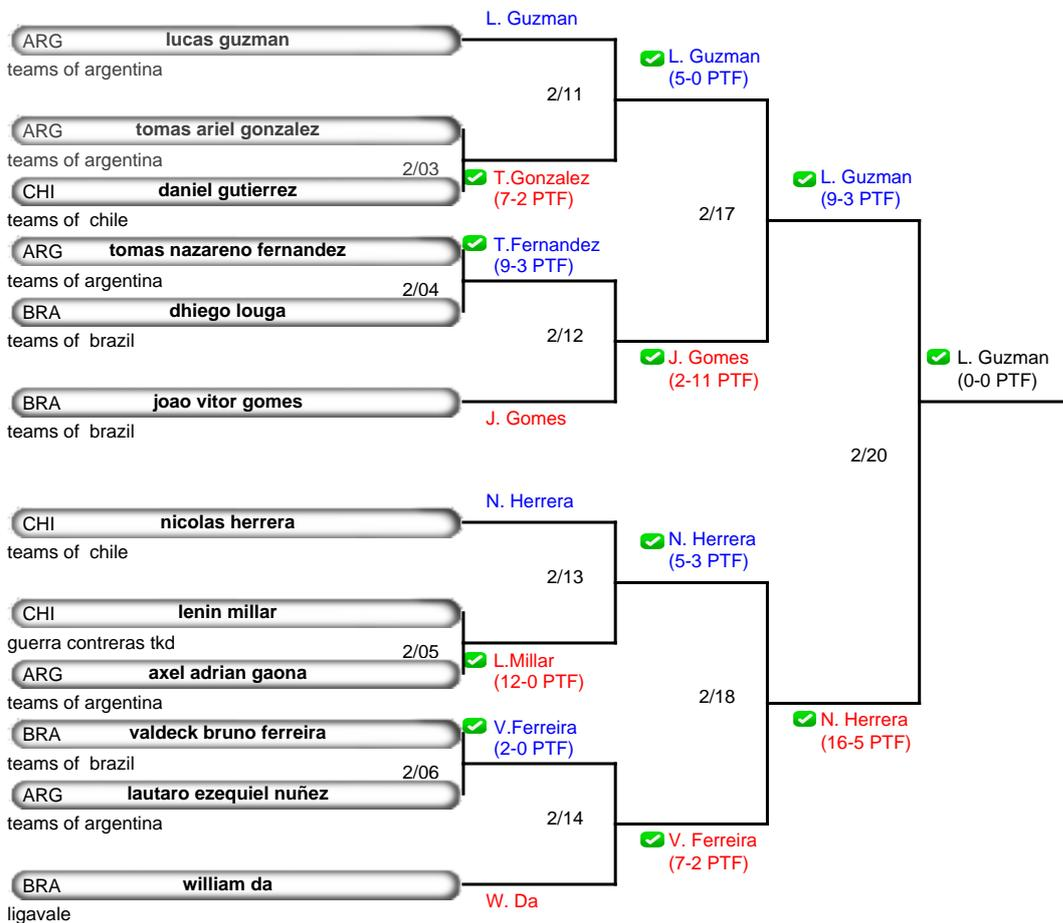 L. Guzman
ARG lucas guzman
teams of argentina
L. Guzman
(5-0 PTF)
2/11
ARG tomas ariel gonzalez
teams of argentina
2/03
CHI daniel gutierrez
teams of  chile
T.Gonzalez
(7-2 PTF)
L. Guzman
(9-3 PTF)
2/17
ARG tomas nazareno fernandez
teams of argentina
T.Fernandez
(9-3 PTF)
2/04
BRA dhiego louga
teams of  brazil
2/12
J. Gomes
(2-11 PTF)
L. Guzman
(0-0 PTF)
BRA joao vitor gomes
teams of  brazil
J. Gomes
2/20
N. Herrera
CHI nicolas herrera
teams of  chile
N. Herrera
(5-3 PTF)
2/13
CHI lenin millar
guerra contreras tkd
2/05
ARG axel adrian gaona
teams of argentina
L.Millar
(12-0 PTF)
2/18
N. Herrera
(16-5 PTF)
BRA valdeck bruno ferreira
teams of  brazil
V.Ferreira
(2-0 PTF)
2/06
ARG lautaro ezequiel nuñez
teams of argentina
2/14
V. Ferreira
(7-2 PTF)
BRA william da
ligavale
W. Da